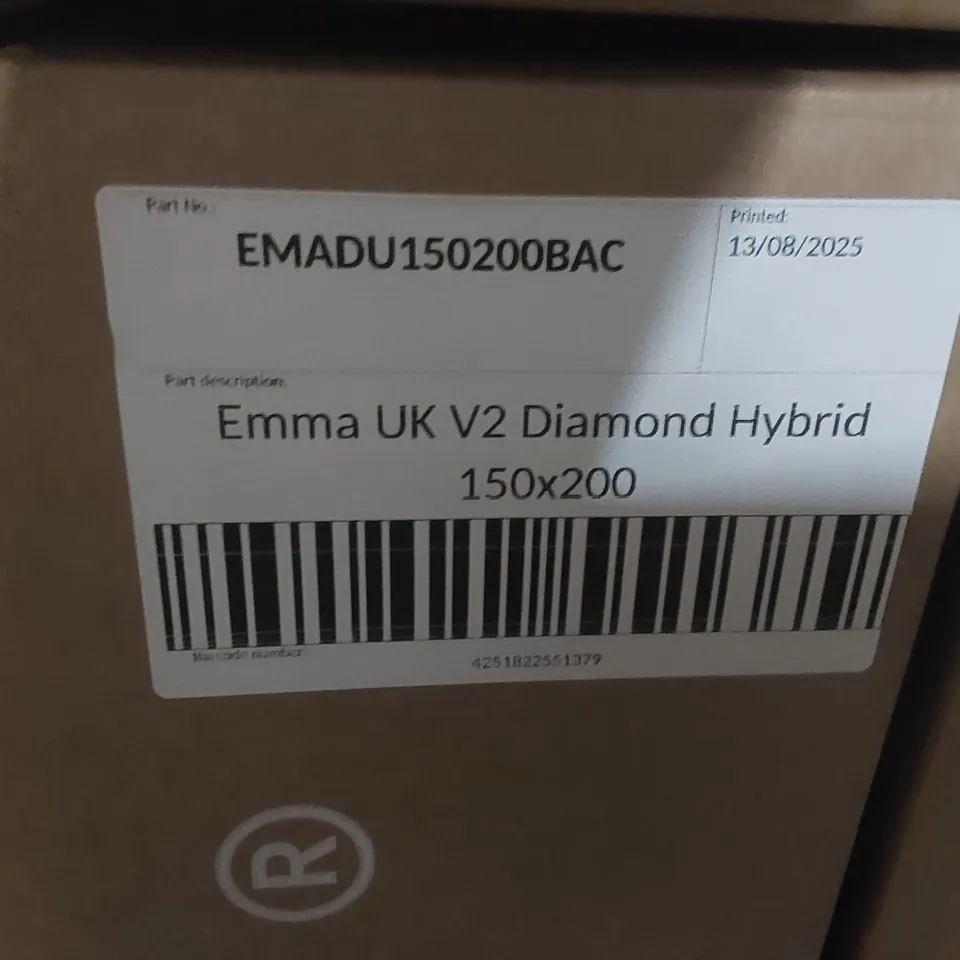 Part No.:
Printed:
EMADU150200BAC
13/08/2025
Part description:
Emma UK V2 Diamond Hybrid
150x200
Barcode number
4251822551379
®